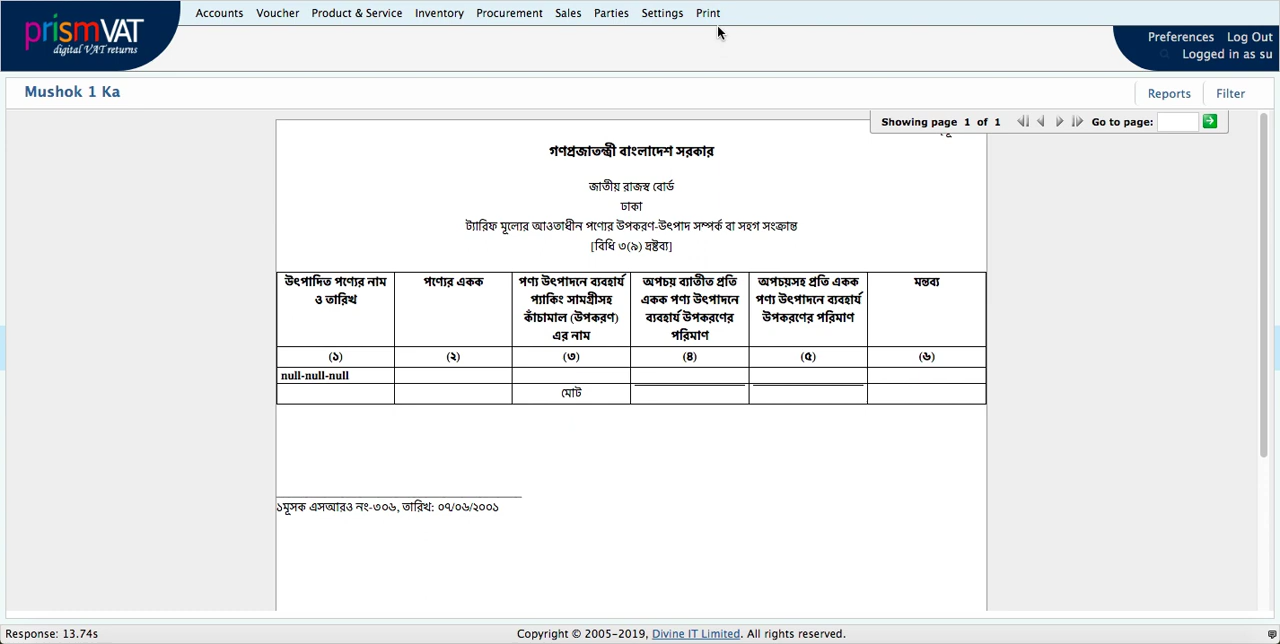 Accounts Voucher Product & Service Inventory Procurement Sales Parties Settings Print
prismVAT
digital VAT returns
Preferences Log Out
Logged in as su
Mushok 1 Ka
Reports Filter
Showing page 1 of 1 Go to page:
গণপ্রজাতন্ত্রী বাংলাদেশ সরকার
জাতীয় রাজস্ব বোর্ড
ঢাকা
ট্যারিফ মূল্যের আওতাধীন পণ্যের উপকরণ-উৎপাদ সম্পর্ক বা সহগ সংক্রান্ত
[বিধি ৩(৯) দ্রষ্টব্য]
উৎপাদিত পণ্যের নাম
ও তারিখ
পণ্যের একক
পণ্য উৎপাদনে ব্যবহার্য
প্যাকিং সামগ্রীসহ
কাঁচামাল (উপকরণ)
এর নাম
অপচয় ব্যাতীত প্রতি
একক পণ্য উৎপাদনে
ব্যবহার্য উপকরণের
পরিমাণ
অপচয়সহ প্রতি একক
পণ্য উৎপাদনে ব্যবহার্য
উপকরণের পরিমাণ
মন্তব্য
(১) (২) (৩) (৪) (৫) (৬)
null-null-null
মোট
১মূসক এসআরও নং-৩০৬, তারিখ: ০৭/০৬/২০০১
Response: 13.74s
Copyright © 2005-2019, Divine IT Limited. All rights reserved.